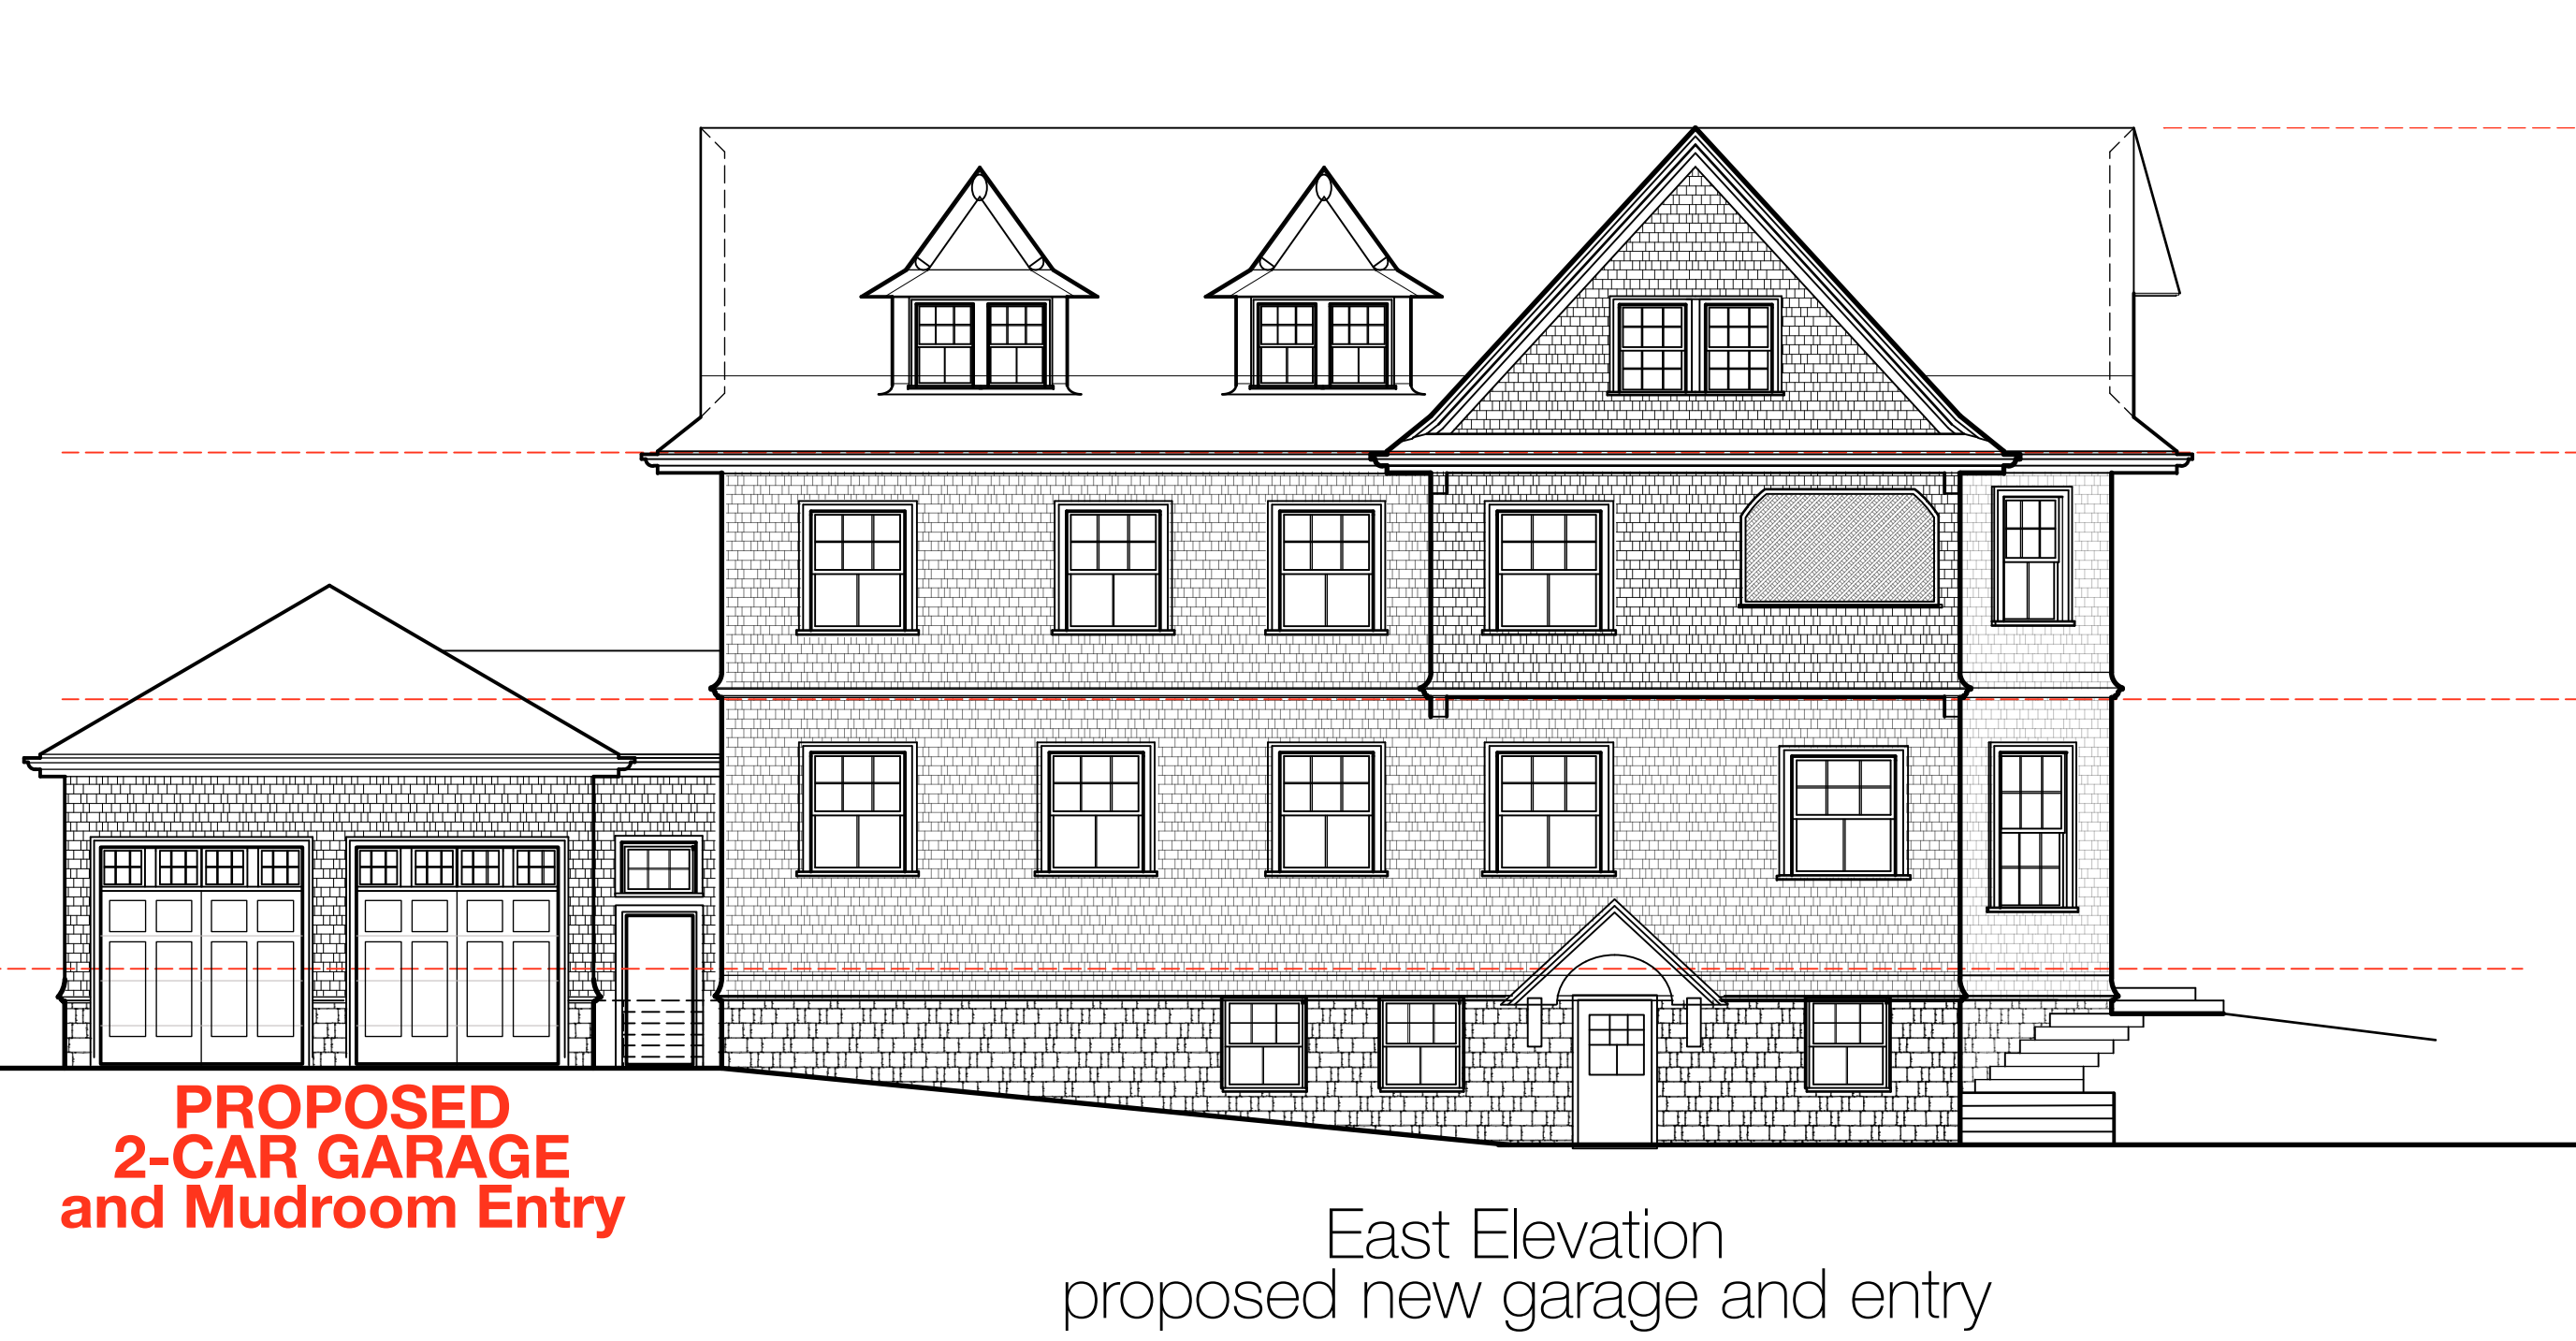 PROPOSED
2-CAR GARAGE
and Mudroom Entry
East Elevation
proposed new garage and entry